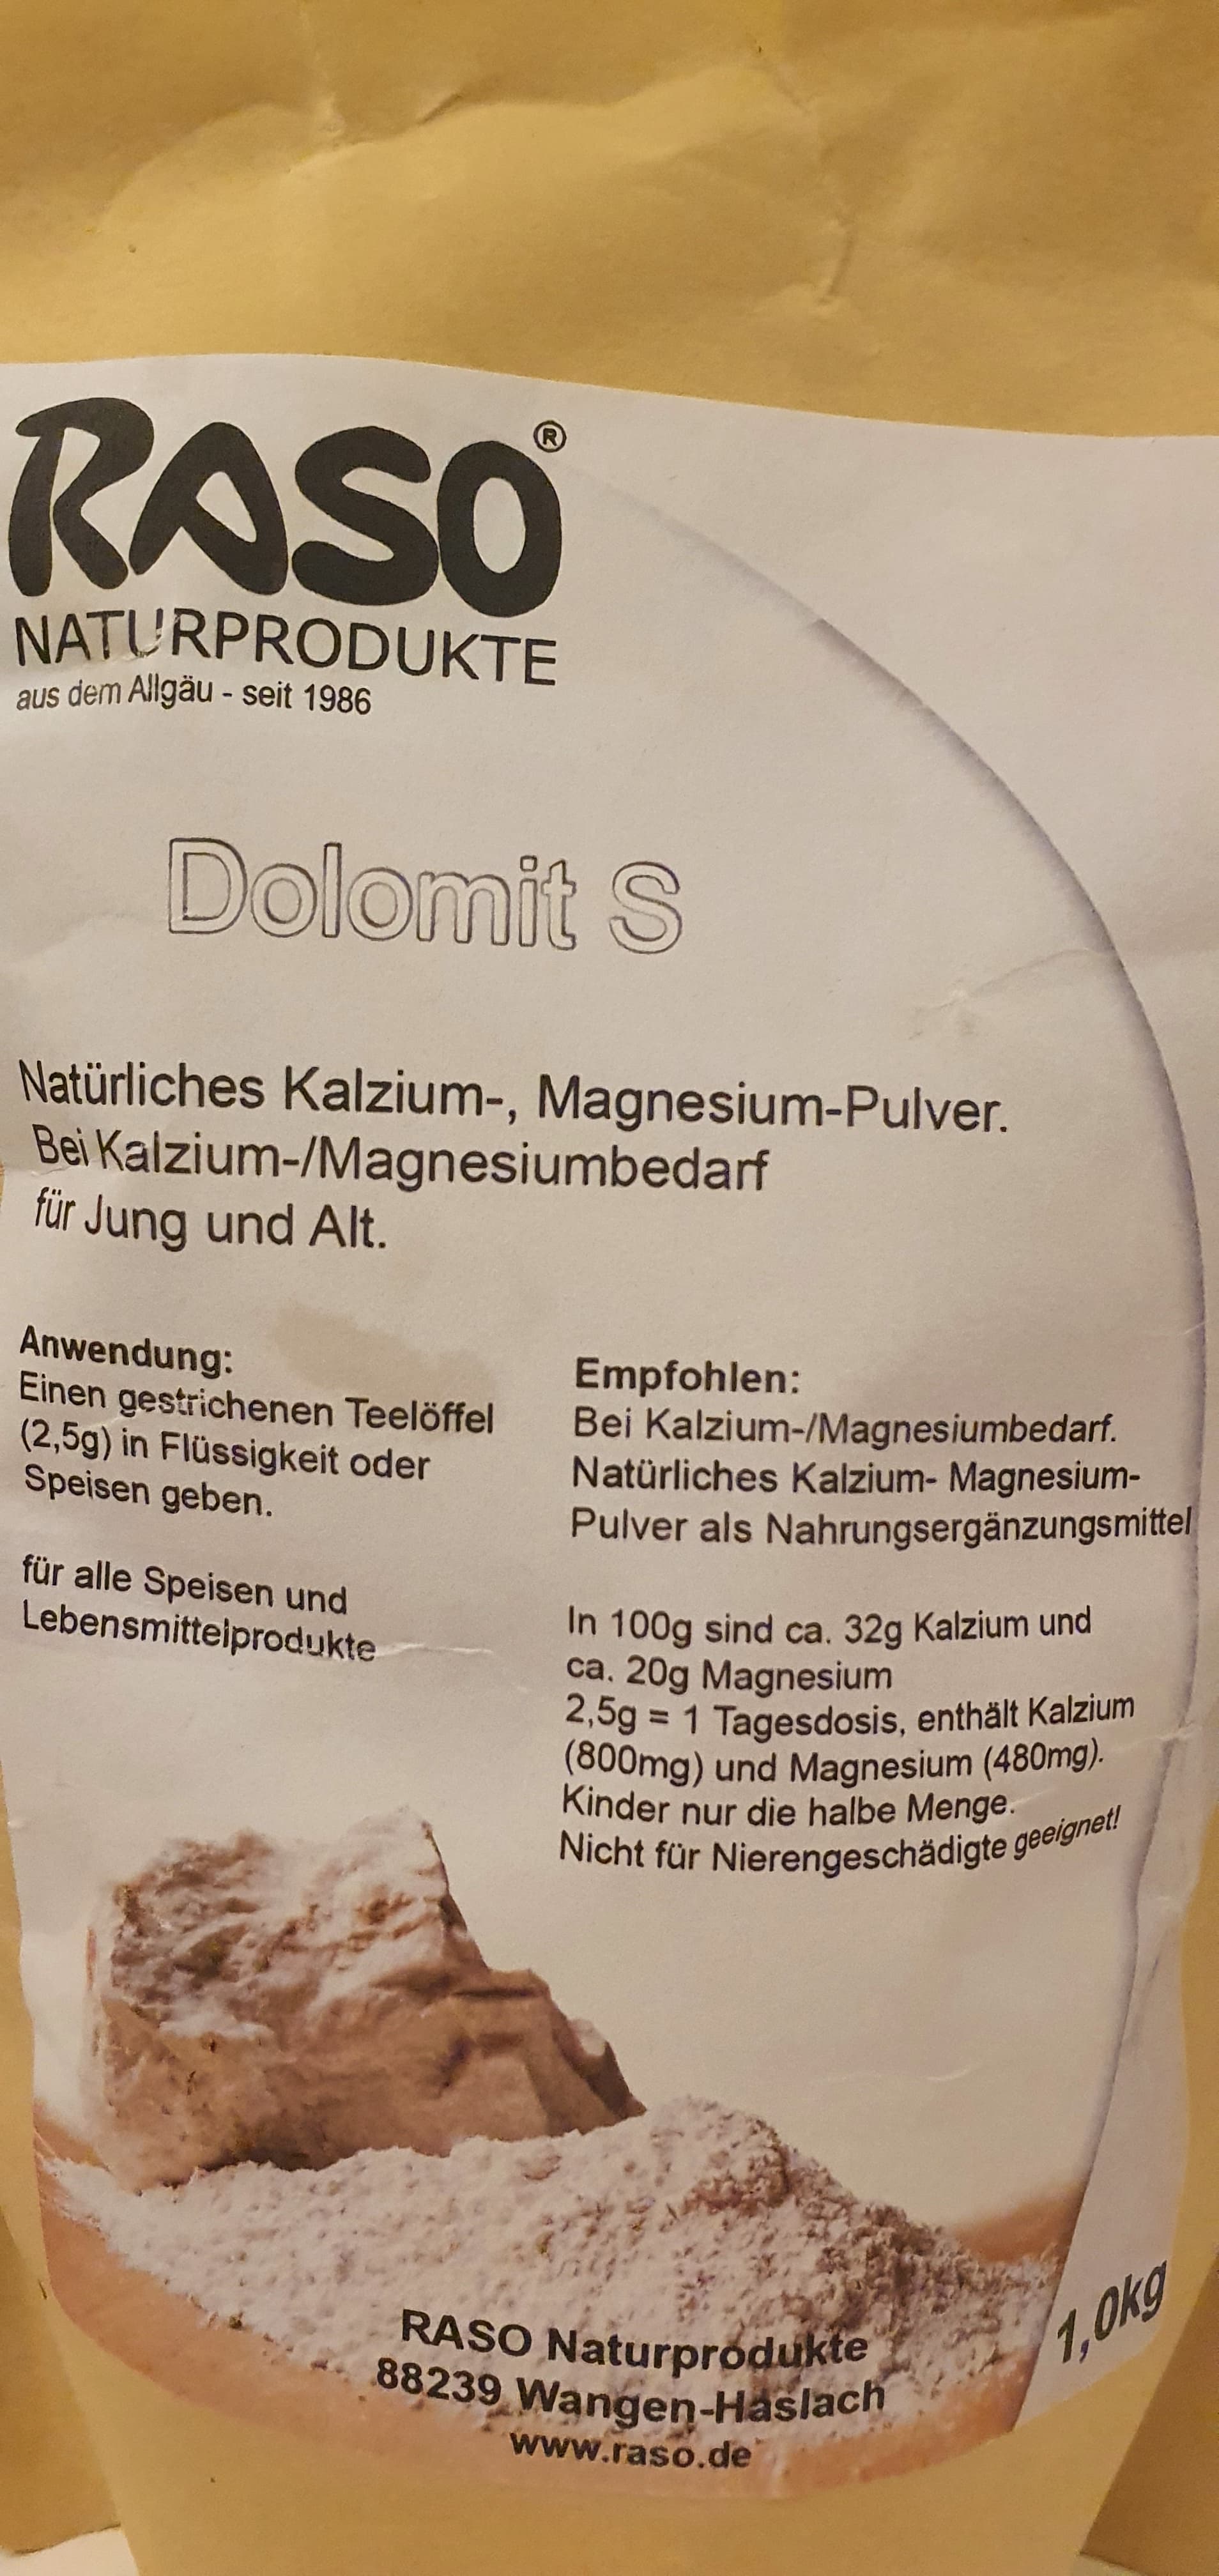 RASO®
NATURPRODUKTE
aus dem Allgäu - seit 1986
Dolomit S
Natürliches Kalzium-, Magnesium-Pulver.
Bei Kalzium-/Magnesiumbedarf
für Jung und Alt.
Anwendung:
Einen gestrichenen Teelöffel
(2,5g) in Flüssigkeit oder
Speisen geben.
für alle Speisen und
Lebensmittelprodukte
Empfohlen:
Bei Kalzium-/Magnesiumbedarf.
Natürliches Kalzium- Magnesium-
Pulver als Nahrungsergänzungsmittel
In 100g sind ca. 32g Kalzium und
ca. 20g Magnesium
2,5g = 1 Tagesdosis, enthält Kalzium
(800mg) und Magnesium (480mg).
Kinder nur die halbe Menge.
Nicht für Nierengeschädigte geeignet!
RASO Naturprodukte
88239 Wangen-Haslach
www.raso.de
1,0kg